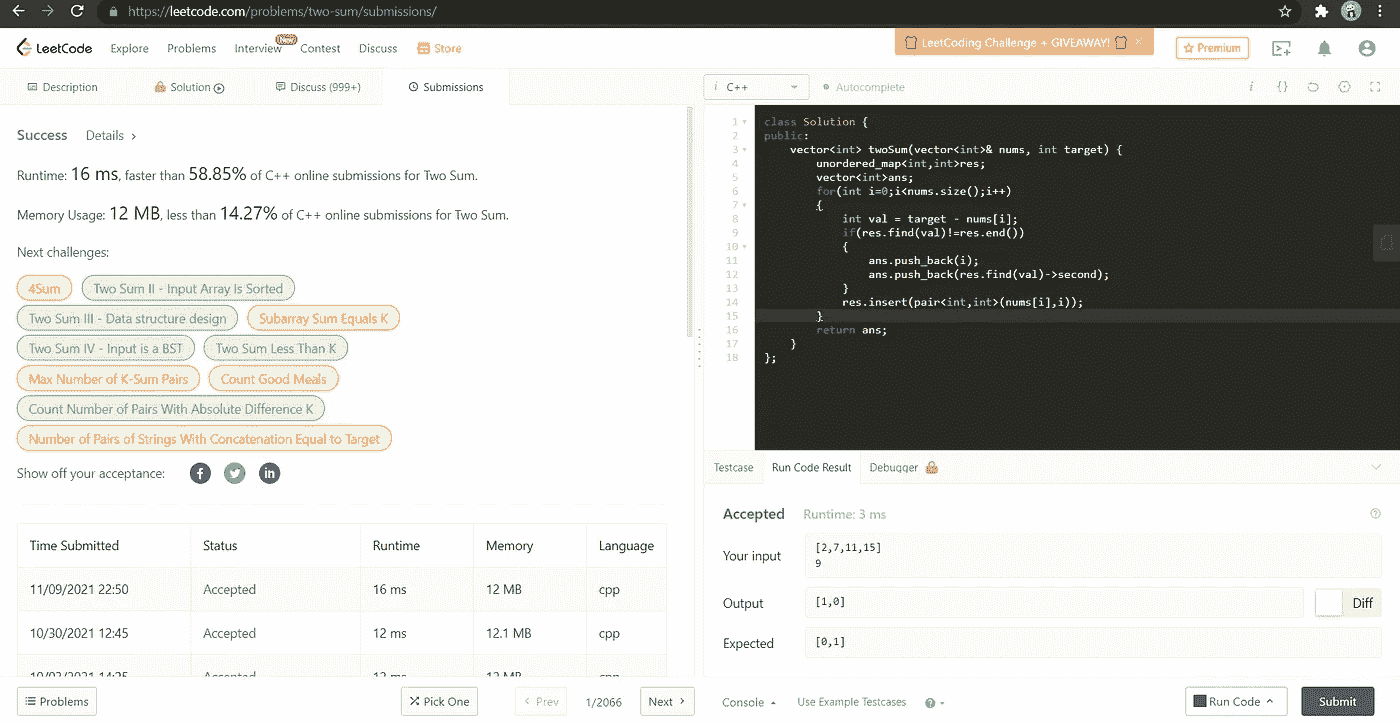 https://leetcode.com/problems/two-sum/submissions/
LeetCode Explore Problems Interview New Contest Discuss Store
LeetCoding Challenge + GIVEAWAY! ×
Premium
Description Solution Discuss (999+) Submissions
i C++ Autocomplete i {}
Success Details >
Runtime: 16 ms, faster than 58.85% of C++ online submissions for Two Sum.
Memory Usage: 12 MB, less than 14.27% of C++ online submissions for Two Sum.
Next challenges:
4Sum Two Sum II - Input Array Is Sorted
Two Sum III - Data structure design Subarray Sum Equals K
Two Sum IV - Input is a BST Two Sum Less Than K
Max Number of K-Sum Pairs Count Good Meals
Count Number of Pairs With Absolute Difference K
Number of Pairs of Strings With Concatenation Equal to Target
Show off your acceptance: f in
Time Submitted Status Runtime Memory Language
11/09/2021 22:50 Accepted 16 ms 12 MB cpp
10/30/2021 12:45 Accepted 12 ms 12.1 MB cpp
Accepted 12 ms 12 MB cpp
Problems Pick One < Prev 1/2066 Next >
1 class Solution {
2 public:
3     vector<int> twoSum(vector<int>& nums, int target) {
4         unordered_map<int,int>res;
5         vector<int>ans;
6         for(int i=0;i<nums.size();i++)
7         {
8             int val = target - nums[i];
9             if(res.find(val)!=res.end())
10             {
11                 ans.push_back(i);
12                 ans.push_back(res.find(val)->second);
13             }
14             res.insert(pair<int,int>(nums[i],i));
15         }
16         return ans;
17     }
18 };
Testcase Run Code Result Debugger
Accepted Runtime: 3 ms ?
Your input [2,7,11,15]
9
Output [1,0] Diff
Expected [0,1]
Console Use Example Testcases ? Run Code Submit